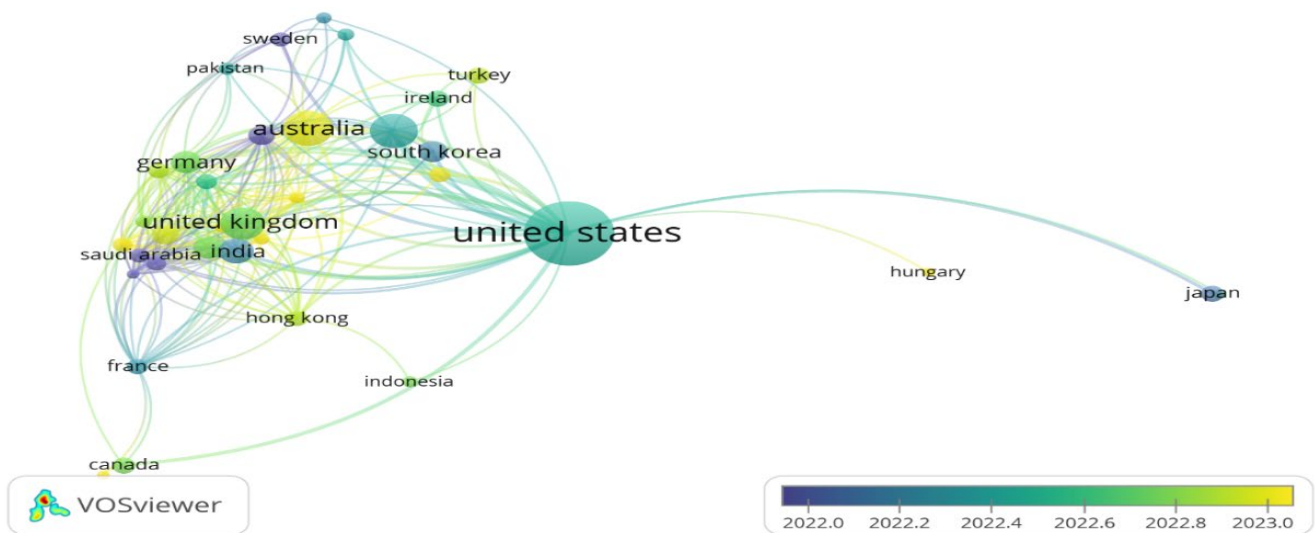 sweden
pakistan
turkey
ireland
australia
south korea
germany
united kingdom
united states
saudi arabia
india
hungary
japan
hong kong
france
indonesia
canada
VOSviewer
2022.0 2022.2 2022.4 2022.6 2022.8 2023.0